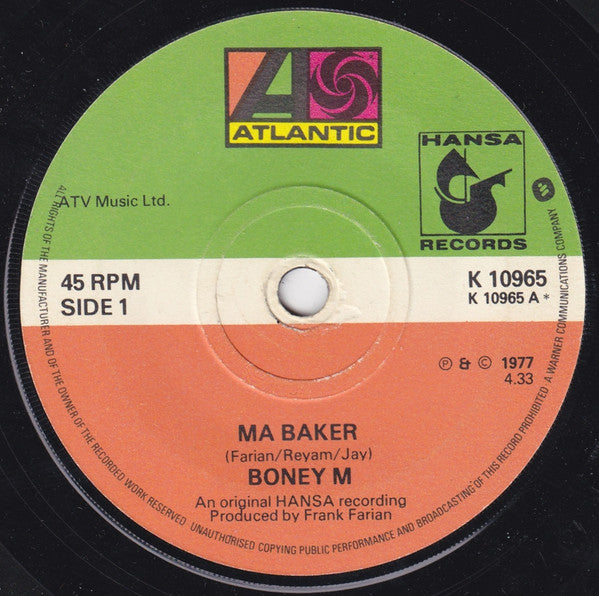 ATLANTIC
HANSA
RECORDS
ATV Music Ltd.
45 RPM
SIDE 1
K 10965
K 10965 A *
Ⓟ & © 1977
4.33
MA BAKER
(Farian/Reyam/Jay)
BONEY M
An original HANSA recording
Produced by Frank Farian
ALL RIGHTS OF THE MANUFACTURER AND OF THE OWNER OF THE RECORDED WORK RESERVED UNAUTHORISED COPYING PUBLIC PERFORMANCE AND BROADCASTING OF THIS RECORD PROHIBITED A WARNER COMMUNICATIONS COMPANY